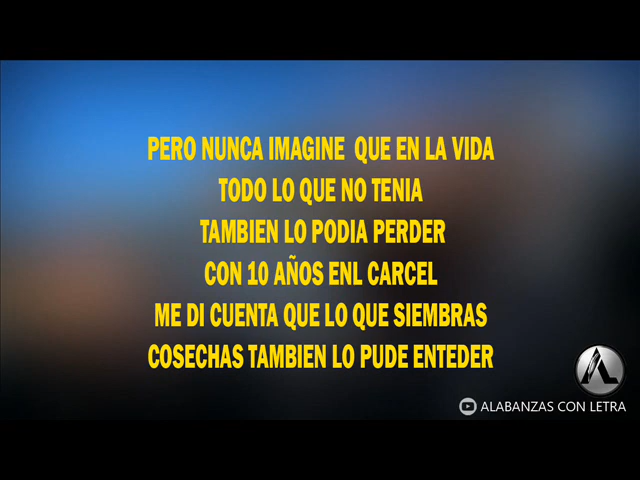 PERO NUNCA IMAGINE QUE EN LA VIDA
TODO LO QUE NO TENIA
TAMBIEN LO PODIA PERDER
CON 10 AÑOS ENL CARCEL
ME DI CUENTA QUE LO QUE SIEMBRAS
COSECHAS TAMBIEN LO PUDE ENTEDER
ALABANZAS CON LETRA